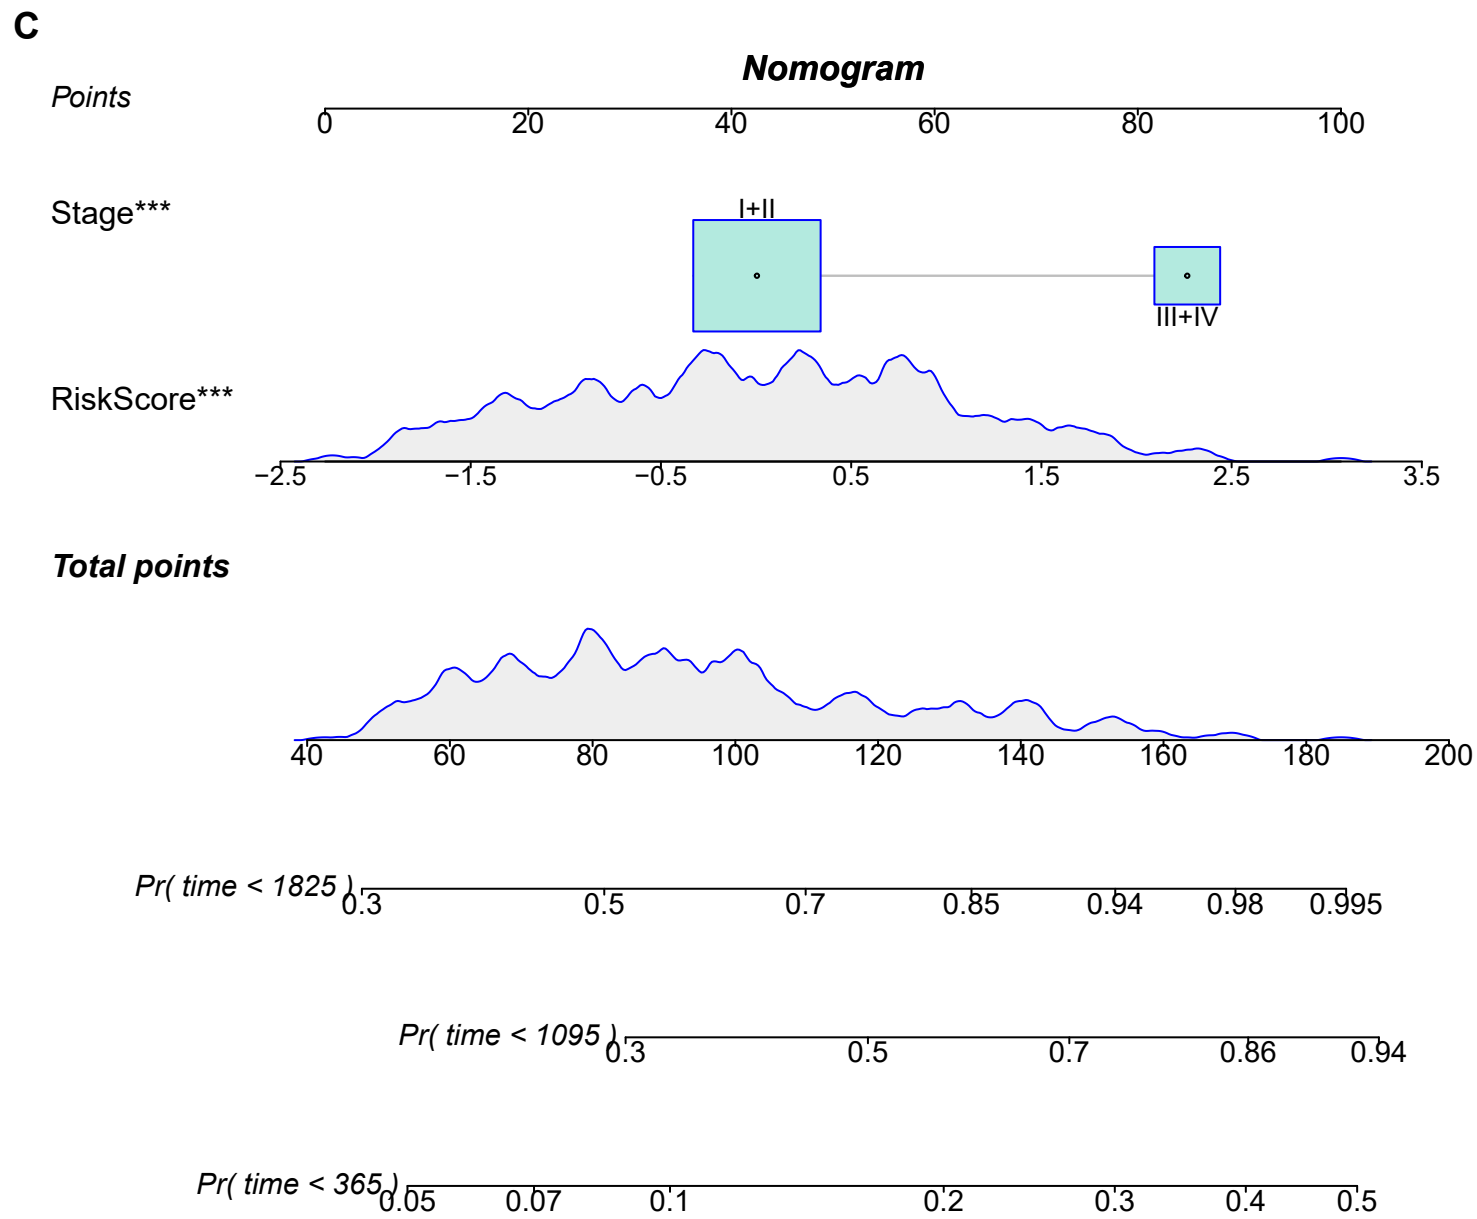 C
Nomogram
Points
0 20 40 60 80 100
Stage***
I+II
III+IV
RiskScore***
−2.5 −1.5 −0.5 0.5 1.5 2.5 3.5
Total points
40 60 80 100 120 140 160 180 200
Pr( time < 1825 )
0.3 0.5 0.7 0.85 0.94 0.98 0.995
Pr( time < 1095 )
0.3 0.5 0.7 0.86 0.94
Pr( time < 365 )
0.05 0.07 0.1 0.2 0.3 0.4 0.5